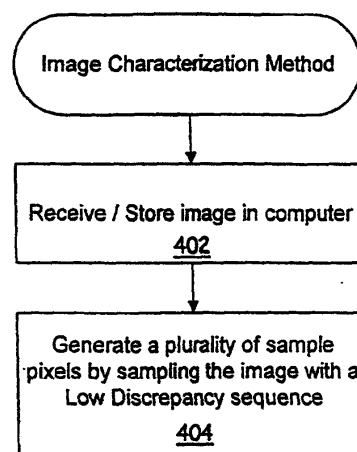 Image Characterization Method
Receive / Store image in computer
402
Generate a plurality of sample
pixels by sampling the image with a
Low Discrepancy sequence
404